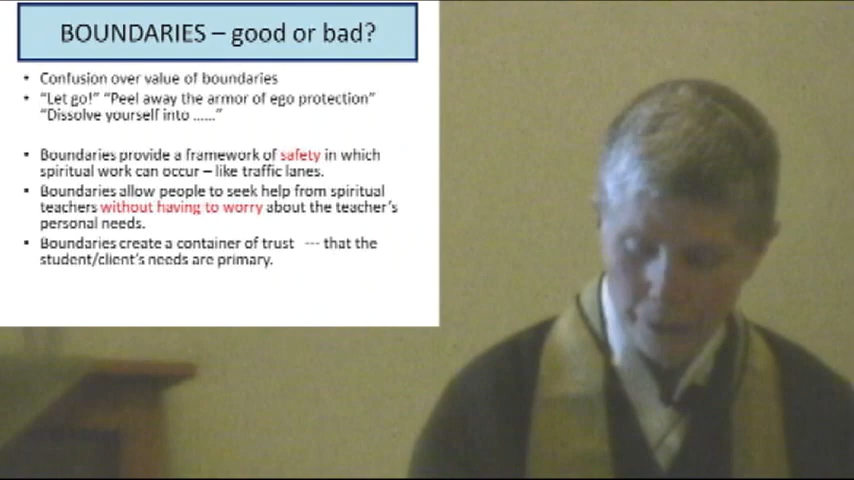 BOUNDARIES – good or bad?
• Confusion over value of boundaries
• “Let go!” “Peel away the armor of ego protection”
“Dissolve yourself into ......”
• Boundaries provide a framework of safety in which
spiritual work can occur – like traffic lanes.
• Boundaries allow people to seek help from spiritual
teachers without having to worry about the teacher’s
personal needs.
• Boundaries create a container of trust --- that the
student/client’s needs are primary.